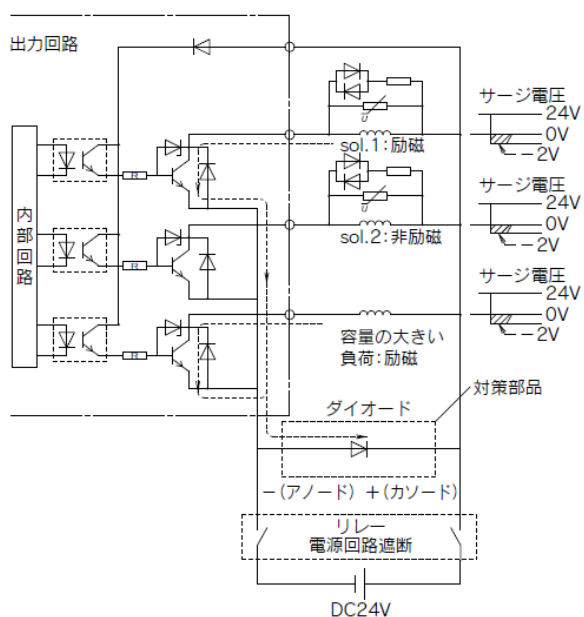 出力回路
内部回路
R
R
R
u
sol.1:励磁
u
sol.2:非励磁
容量の大きい
負荷:励磁
サージ電圧
24V
0V
−2V
サージ電圧
24V
0V
−2V
サージ電圧
24V
0V
−2V
対策部品
ダイオード
−(アノード) +(カソード)
リレー
電源回路遮断
DC24V